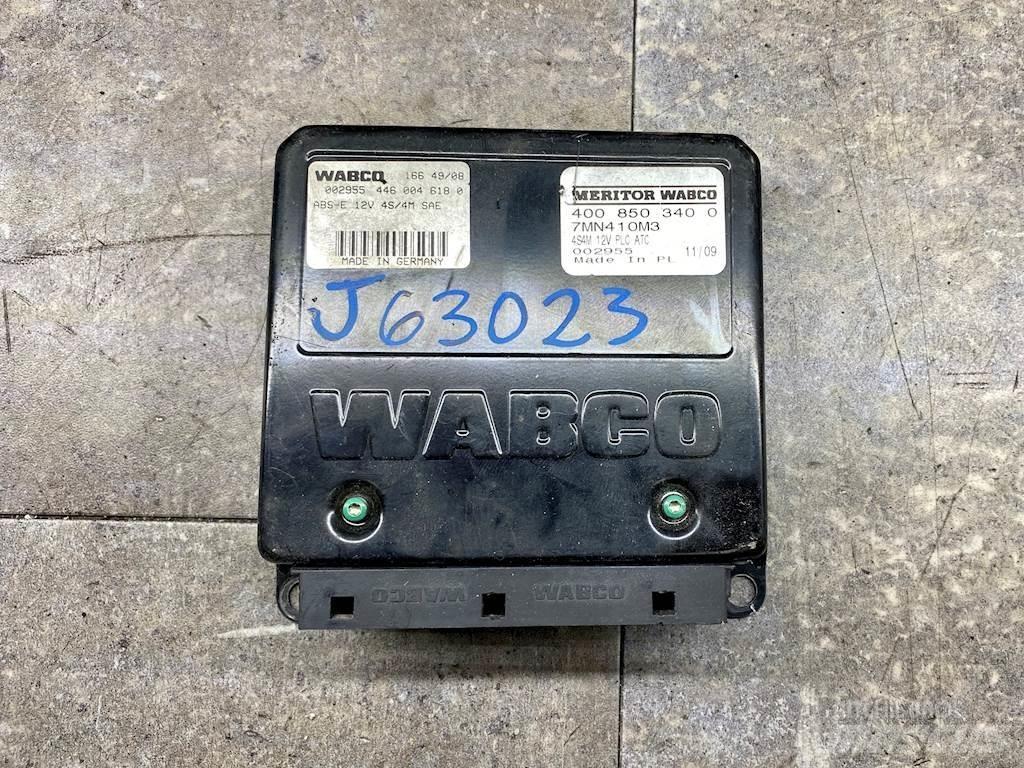 WABCO 166 49/08
002955 446 004 618 0
ABS-E 12V 4S/4M SAE
MADE IN GERMANY
MERITOR WABCO
400 850 340 0
7MN410M3
4S4M 12V PLC ATC
002955 11/09
Made In PL
J63023
WABCO
WABCO WABCO